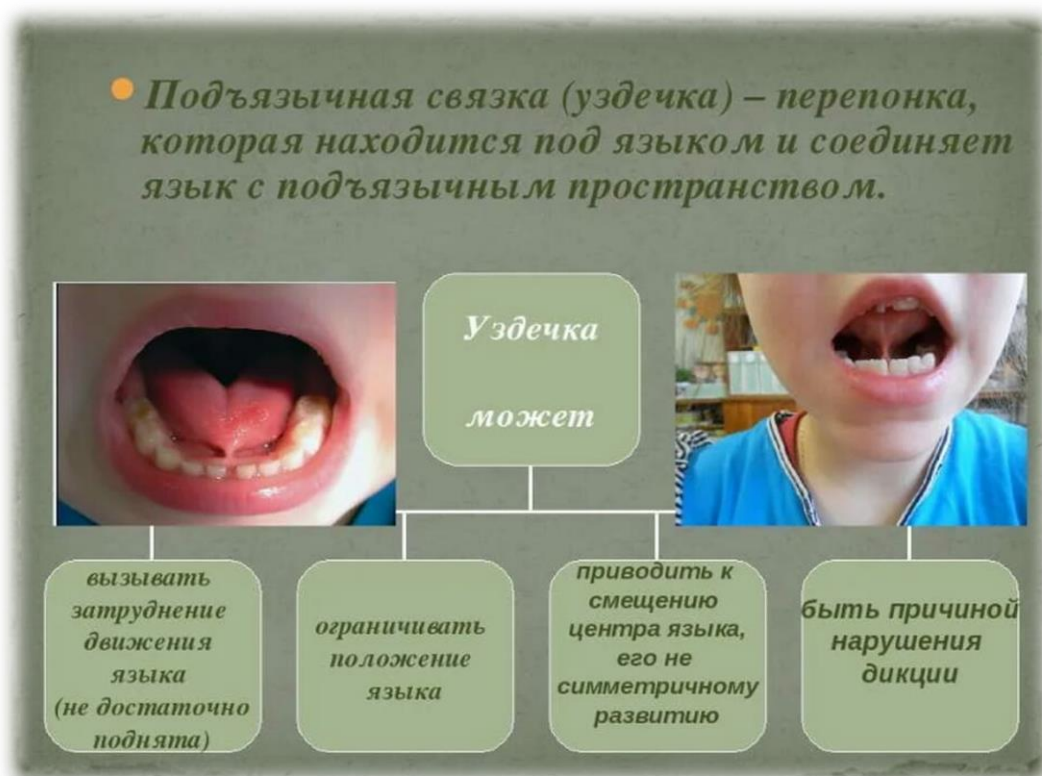 Подъязычная связка (уздечка) – перепонка,
которая находится под языком и соединяет
язык с подъязычным пространством.
Уздечка
может
вызывать
затруднение
движения
языка
(не достаточно
поднята)
ограничивать
положение
языка
приводить к
смещению
центра языка,
его не
симметричному
развитию
быть причиной
нарушения
дикции